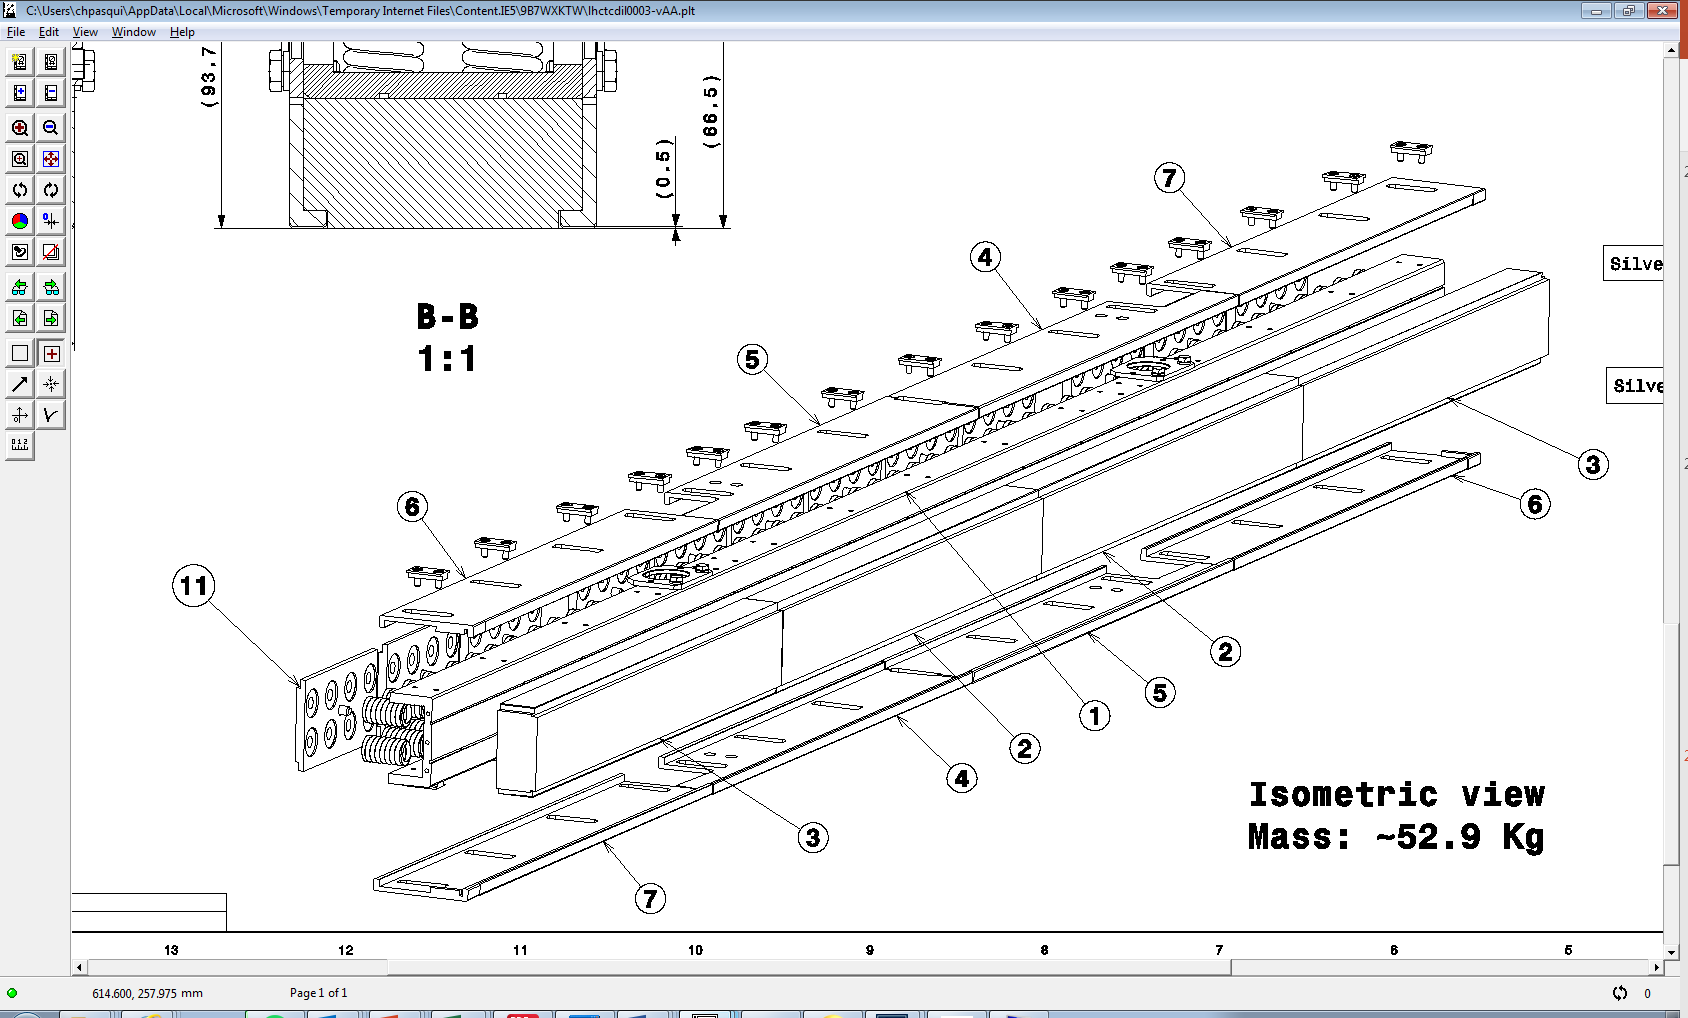 C:\Users\chpasqui\AppData\Local\Microsoft\Windows\Temporary Internet Files\Content.IE5\9B7WXKTW\lhctcdil0003-vAA.plt
File Edit View Window Help
(93,7
(66.5)
(0.5)
B-B
1:1
7
4
5
6
11
Silve
Silve
3
6
2
5
1
2
4
3
7
Isometric view
Mass: ~52.9 Kg
13 12 11 10 9 8 7 6 5
614.600, 257.975 mm Page 1 of 1 0